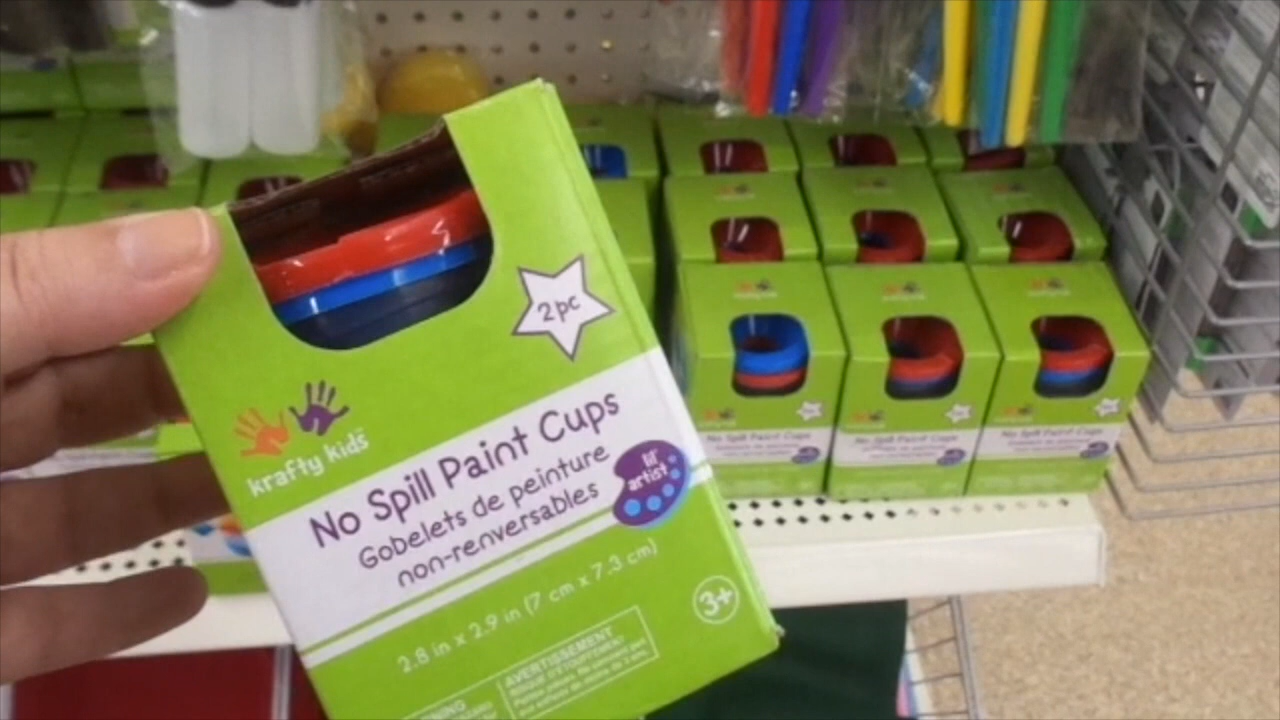 2pc
krafty kids
No Spill Paint Cups
Gobelets de peinture
non-renversables
lil'
artist
2.8 in x 2.9 in (7 cm x 7.3 cm)
3+
AVERTISSEMENT
No Spill Paint Cups
No Spill Paint Cups
No Spill Paint Cups